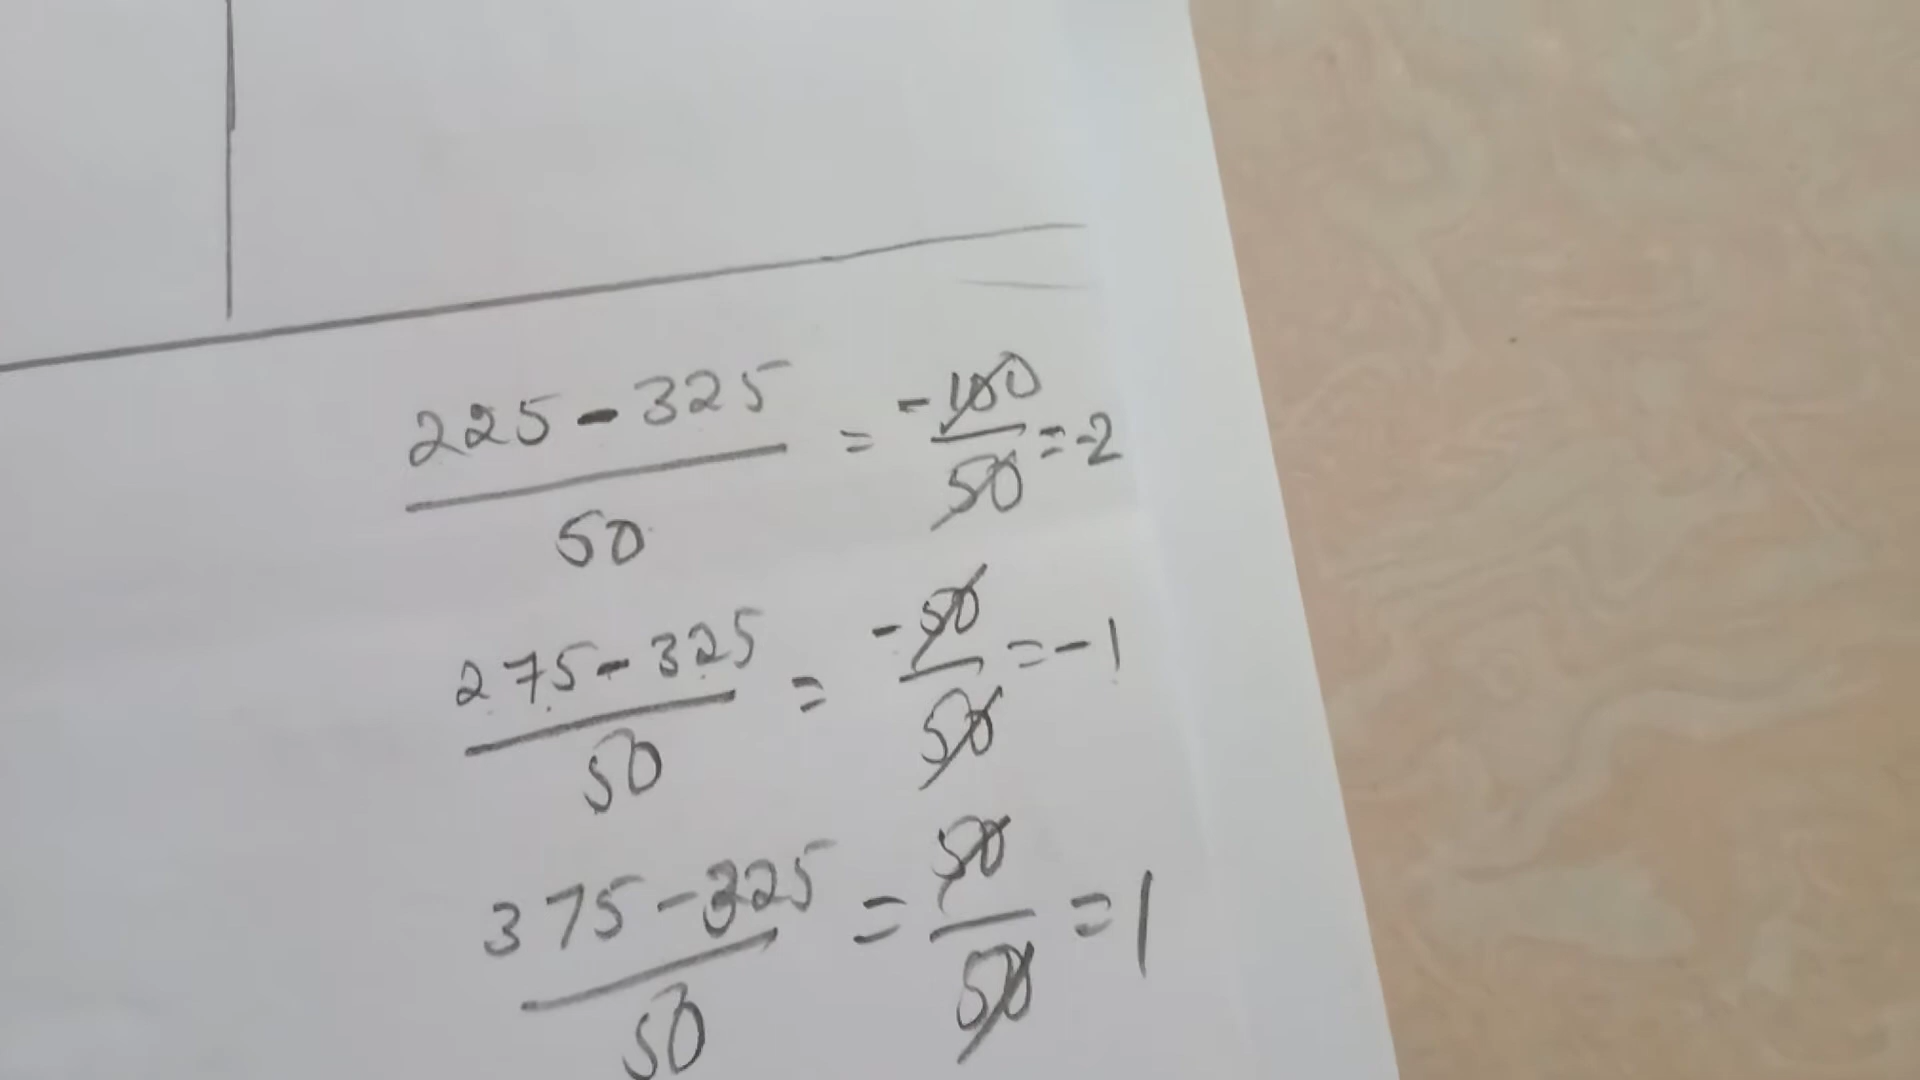 225-325/50 = -100/50 = -2
275-325/50 = -50/50 = -1
375-325/50 = 50/50 = 1